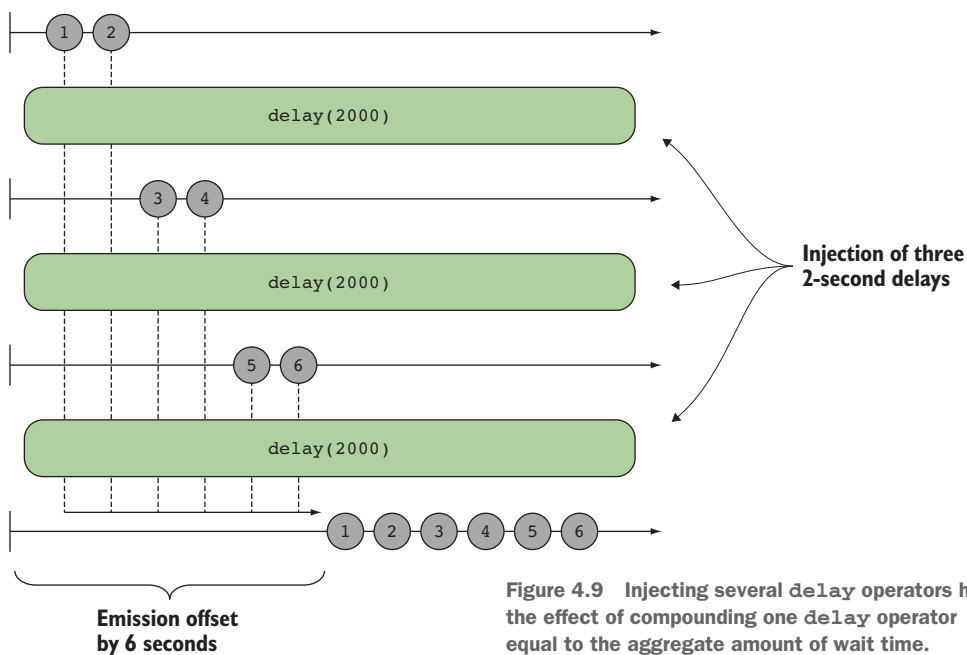 1 2
delay(2000)
3 4
delay(2000)
Injection of three
2-second delays
5 6
delay(2000)
1 2 3 4 5 6
Emission offset
by 6 seconds
Figure 4.9 Injecting several delay operators
the effect of compounding one delay operator
equal to the aggregate amount of wait time.